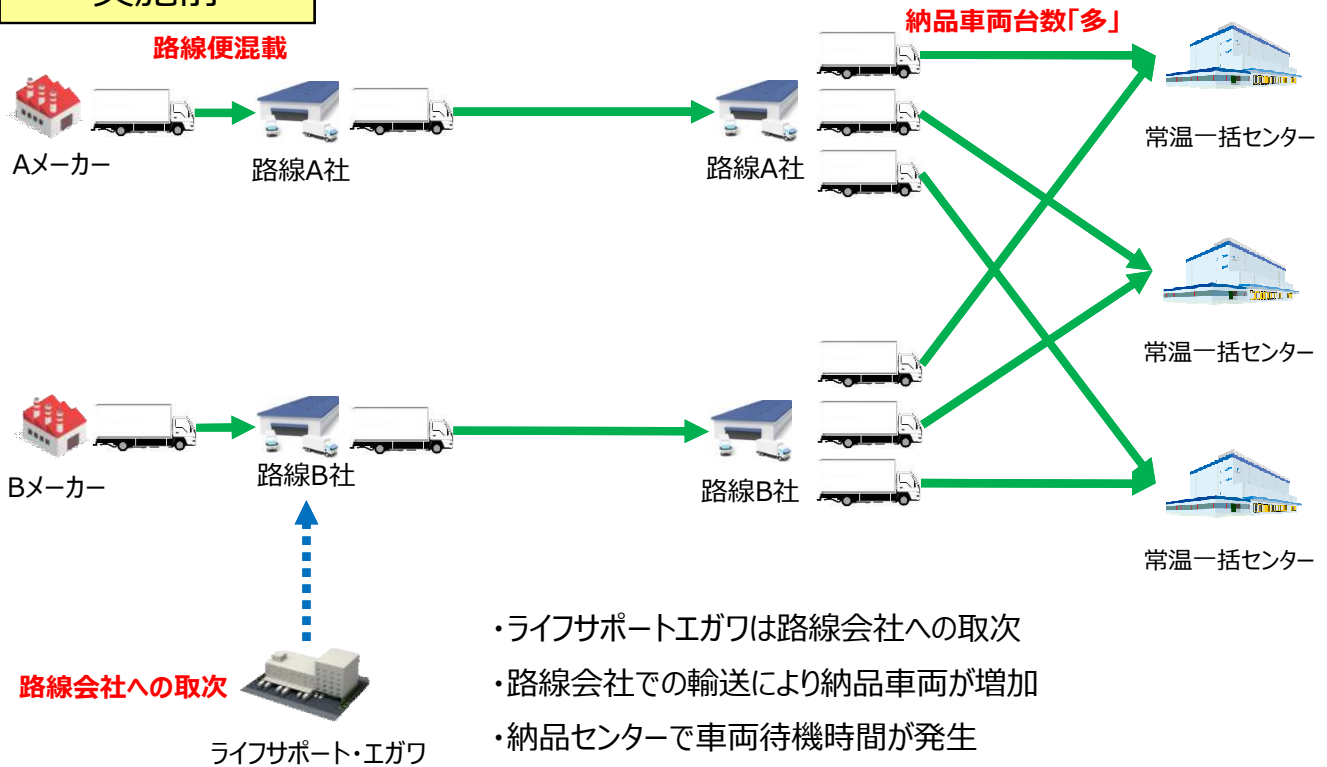 実施前
路線便混載
納品車両台数「多」
Aメーカー
路線A社
路線A社
常温一括センター
常温一括センター
Bメーカー
路線B社
路線B社
常温一括センター
路線会社への取次
ライフサポート・エガワ
・ライフサポートエガワは路線会社への取次
・路線会社での輸送により納品車両が増加
・納品センターで車両待機時間が発生